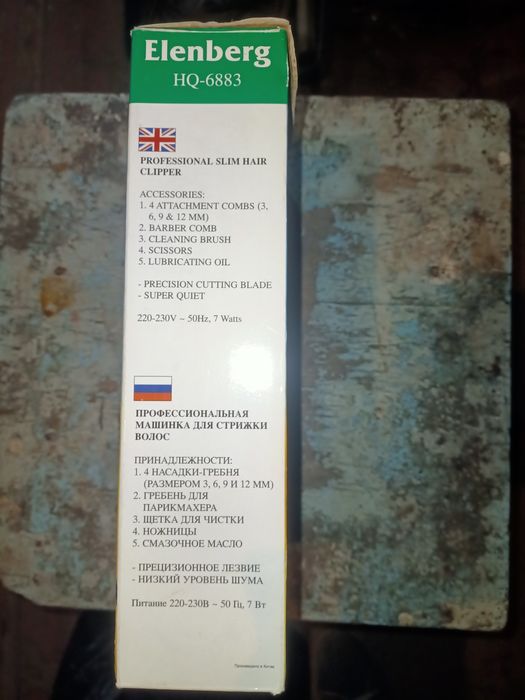 Elenberg
HQ-6883
PROFESSIONAL SLIM HAIR
CLIPPER
ACCESSORIES:
1. 4 ATTACHMENT COMBS (3,
6, 9 & 12 MM)
2. BARBER COMB
3. CLEANING BRUSH
4. SCISSORS
5. LUBRICATING OIL
- PRECISION CUTTING BLADE
- SUPER QUIET
220-230V ~ 50Hz, 7 Watts
ПРОФЕССИОНАЛЬНАЯ
МАШИНКА ДЛЯ СТРИЖКИ
ВОЛОС
ПРИНАДЛЕЖНОСТИ:
1. 4 НАСАДКИ-ГРЕБНЯ
(РАЗМЕРОМ 3, 6, 9 И 12 ММ)
2. ГРЕБЕНЬ ДЛЯ
ПАРИКМАХЕРА
3. ЩЕТКА ДЛЯ ЧИСТКИ
4. НОЖНИЦЫ
5. СМАЗОЧНОЕ МАСЛО
- ПРЕЦИЗИОННОЕ ЛЕЗВИЕ
- НИЗКИЙ УРОВЕНЬ ШУМА
Питание 220-230В ~ 50 Гц, 7 Вт
Произведено в Китае